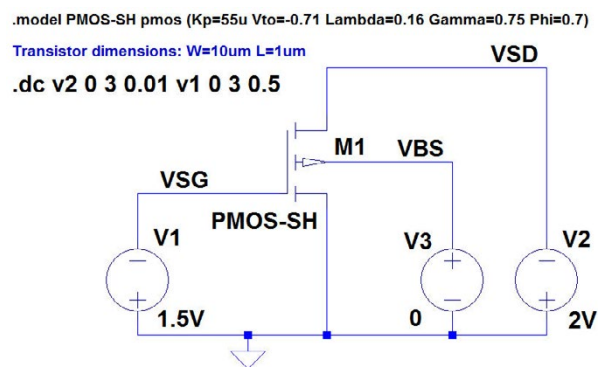 .model PMOS-SH pmos (Kp=55u Vto=-0.71 Lambda=0.16 Gamma=0.75 Phi=0.7)
Transistor dimensions: W=10um L=1um
VSD
.dc v2 0 3 0.01 v1 0 3 0.5
M1
VBS
VSG
PMOS-SH
V1
V3
V2
1.5V
0
2V